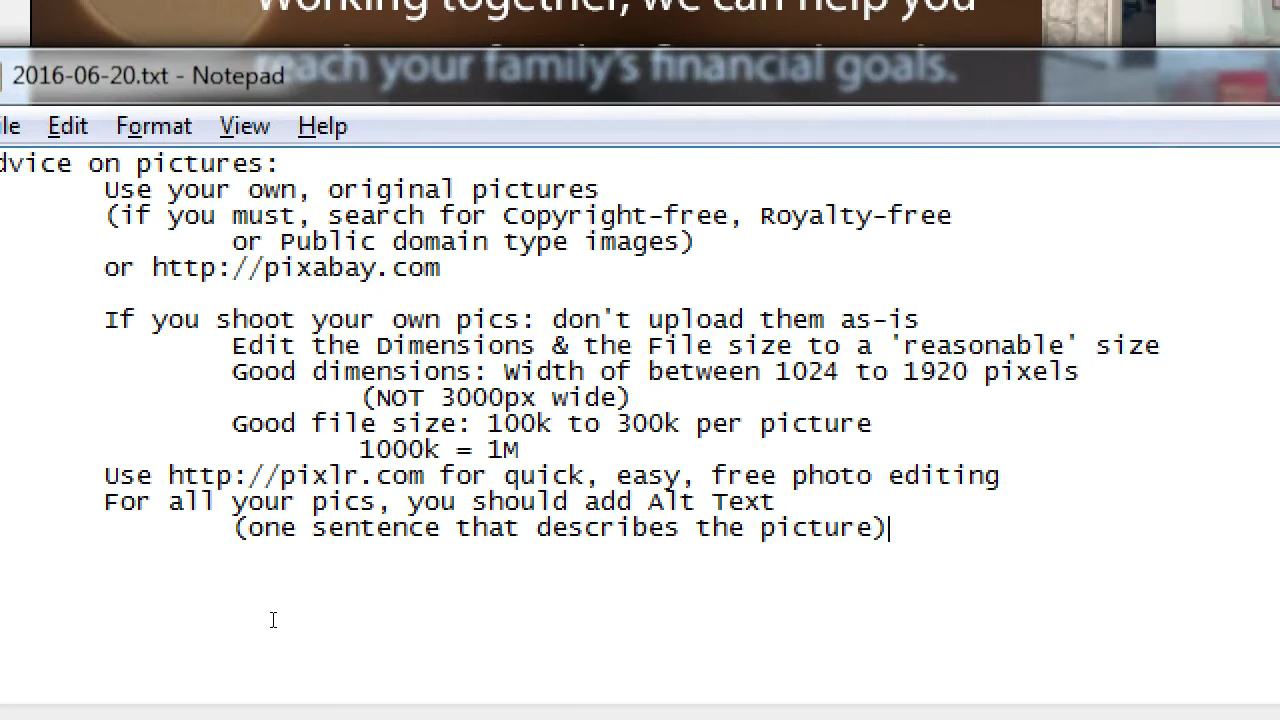 Working together, we can help you
reach your family's financial goals.
2016-06-20.txt - Notepad
Edit Format View Help
dvice on pictures:
Use your own, original pictures
(if you must, search for Copyright-free, Royalty-free
or Public domain type images)
or http://pixabay.com
If you shoot your own pics: don't upload them as-is
Edit the Dimensions & the File size to a 'reasonable' size
Good dimensions: Width of between 1024 to 1920 pixels
(NOT 3000px wide)
Good file size: 100k to 300k per picture
1000k = 1M
Use http://pixlr.com for quick, easy, free photo editing
For all your pics, you should add Alt Text
(one sentence that describes the picture)